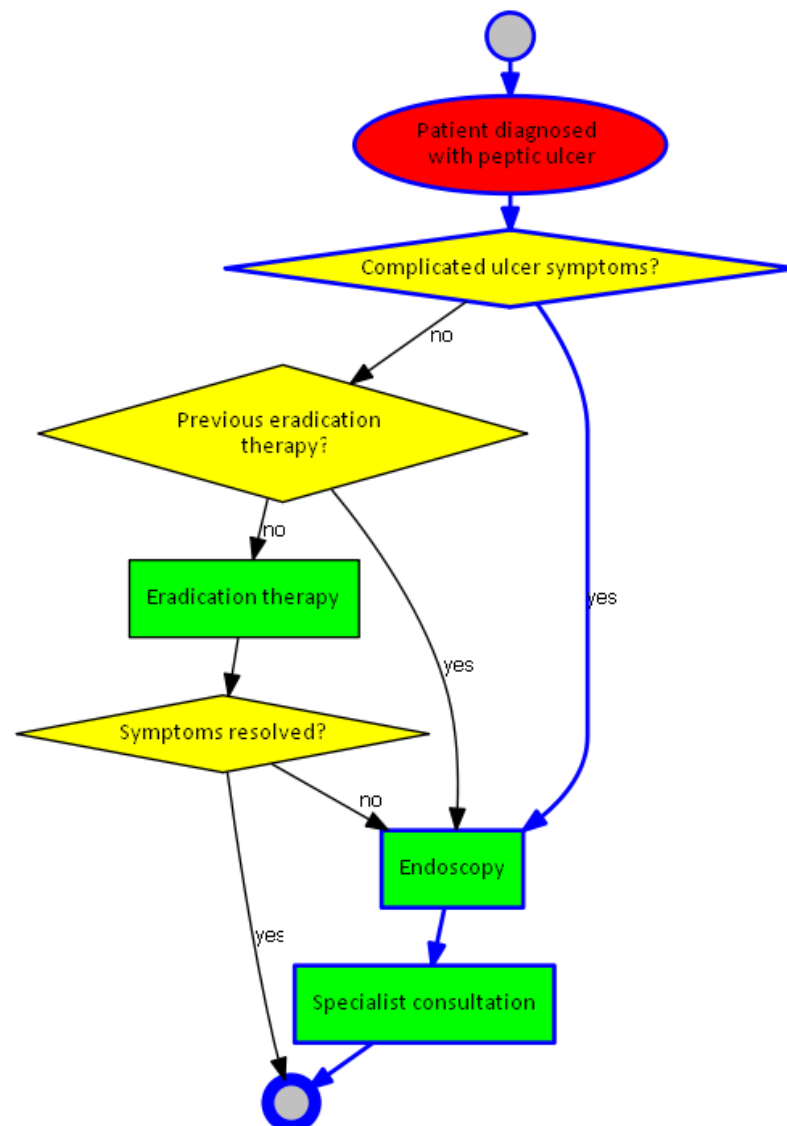 Patient diagnosed
with peptic ulcer
Complicated ulcer symptoms?
no
Previous eradication
therapy?
no
Eradication therapy
yes
yes
Symptoms resolved?
no
Endoscopy
yes
Specialist consultation